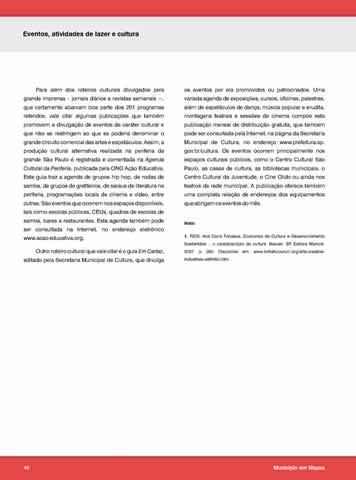 Eventos, atividades de lazer e cultura
Para além dos roteiros culturais divulgados pela
grande imprensa - jornais diários e revistas semanais –,
que certamente abarcam boa parte dos 201 programas
referidos, vale citar algumas publicações que também
promovem a divulgação de eventos de caráter cultural e
que não se restringem ao que se poderia denominar o
grande circuito comercial das artes e espetáculos. Assim, a
produção cultural alternativa realizada na periferia da
grande São Paulo é registrada e comentada na Agenda
Cultural da Periferia, publicada pela ONG Ação Educativa.
Este guia traz a agenda de grupos hip hop, de rodas de
samba, de grupos de grafiteiros, de saraus de literatura na
periferia, programações locais de cinema e vídeo, entre
outras. São eventos que ocorrem nos espaços disponíveis,
tais como escolas públicas, CEUs, quadras de escolas de
samba, bares e restaurantes. Esta agenda também pode
ser consultada na Internet, no endereço eletrônico
www.acaoeducativa.org.
Outro roteiro cultural que vale citar é o guia Em Cartaz,
editado pela Secretaria Municipal de Cultura, que divulga
os eventos por ela promovidos ou patrocinados. Uma
variada agenda de exposições, cursos, oficinas, palestras,
além de espetáculos de dança, música popular e erudita,
montagens teatrais e sessões de cinema compõe esta
publicação mensal de distribuição gratuita, que também
pode ser consultada pela Internet, na página da Secretaria
Municipal de Cultura, no endereço www.prefeitura.sp.
gov.br/cultura. Os eventos ocorrem principalmente nos
espaços culturais públicos, como o Centro Cultural São
Paulo, as casas de cultura, as bibliotecas municipais, o
Centro Cultural da Juventude, o Cine Olido ou ainda nos
teatros da rede municipal. A publicação oferece também
uma completa relação de endereços dos equipamentos
que abrigam os eventos do mês.
Nota:
1. REIS, Ana Carla Fonseca, Economia da Cultura e Desenvolvimento
Sustentável - o caleidoscópio da cultura. Barueri, SP, Editora Manole,
2007. p. 290. Disponível em:
46
Município em Mapas